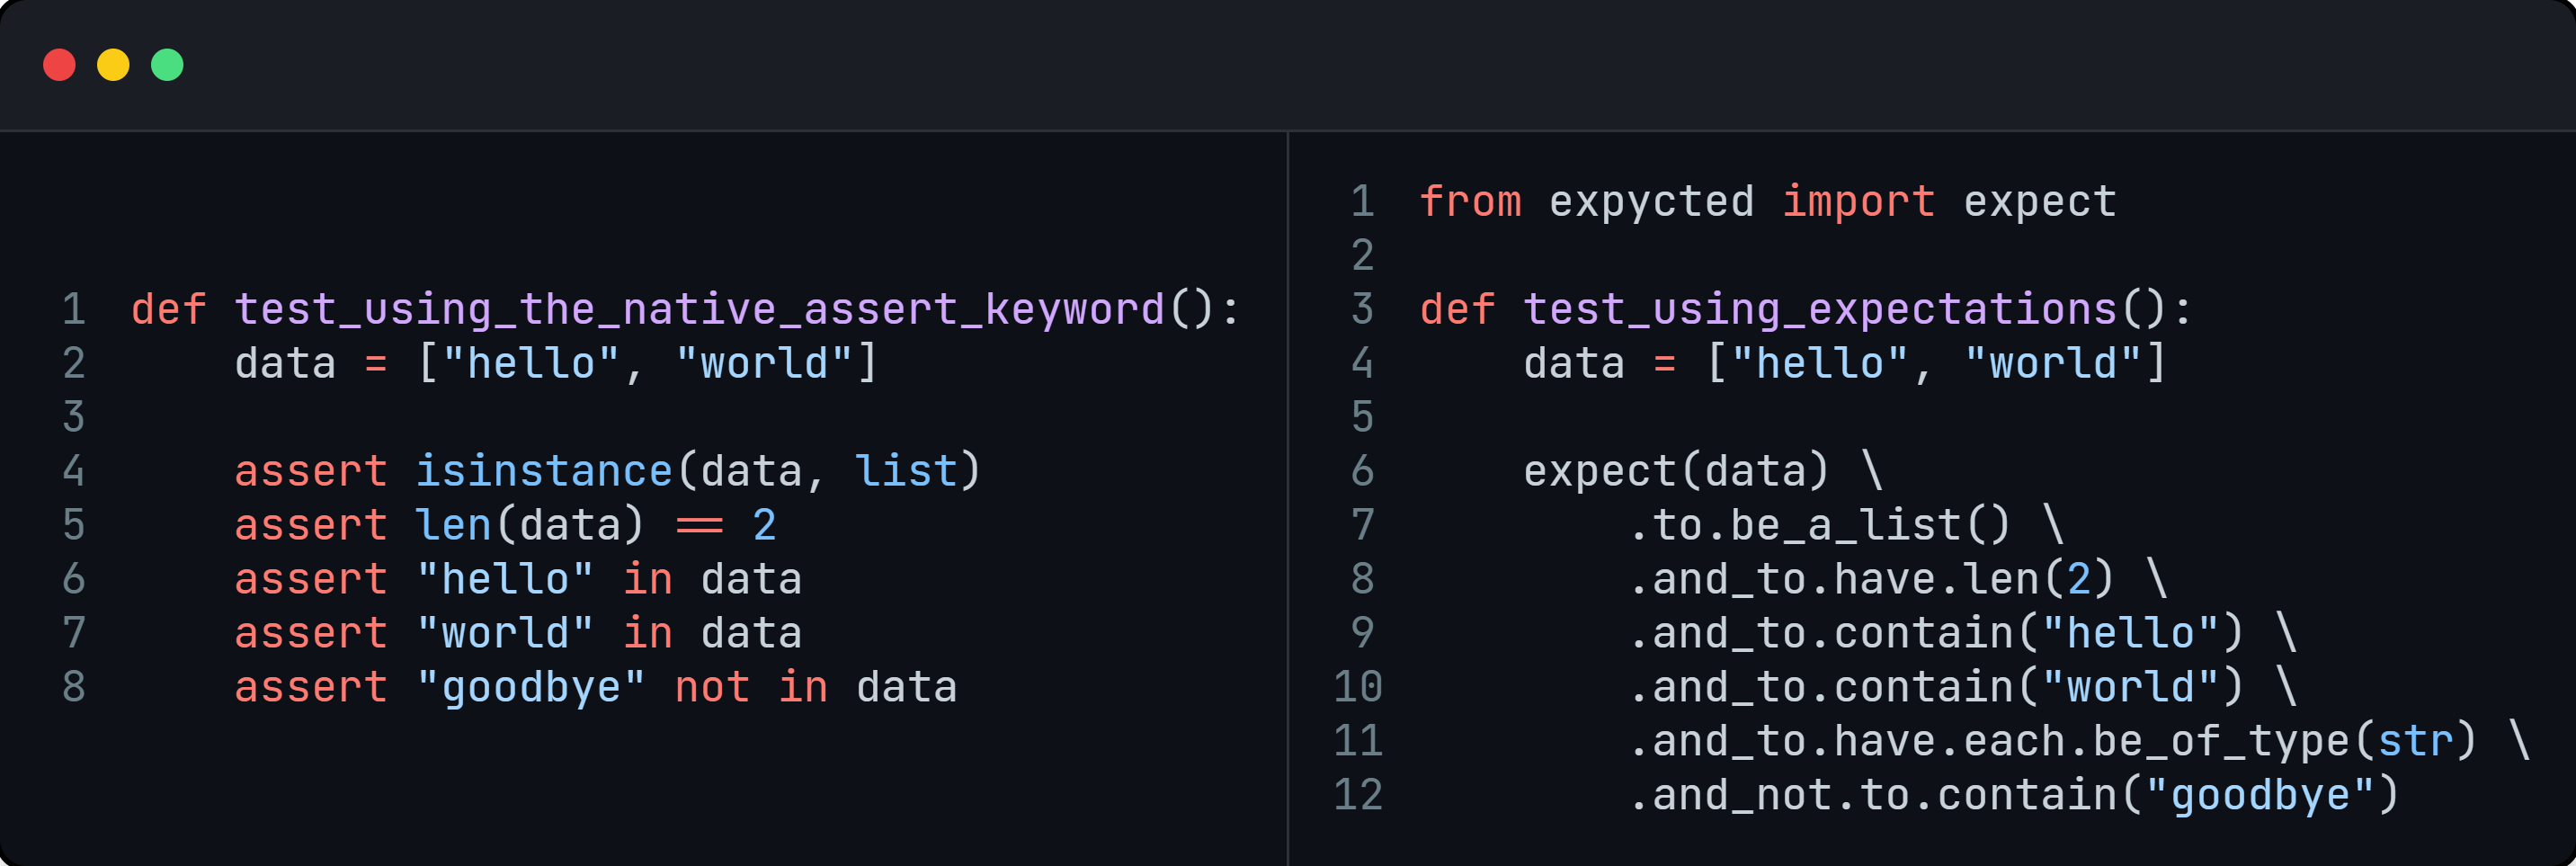 1 def test_using_the_native_assert_keyword():
2     data = ["hello", "world"]
3
4     assert isinstance(data, list)
5     assert len(data) == 2
6     assert "hello" in data
7     assert "world" in data
8     assert "goodbye" not in data
1 from expycted import expect
2
3 def test_using_expectations():
4     data = ["hello", "world"]
5
6     expect(data) \
7         .to.be_a_list() \
8         .and_to.have.len(2) \
9         .and_to.contain("hello") \
10         .and_to.contain("world") \
11         .and_to.have.each.be_of_type(str) \
12         .and_not.to.contain("goodbye")